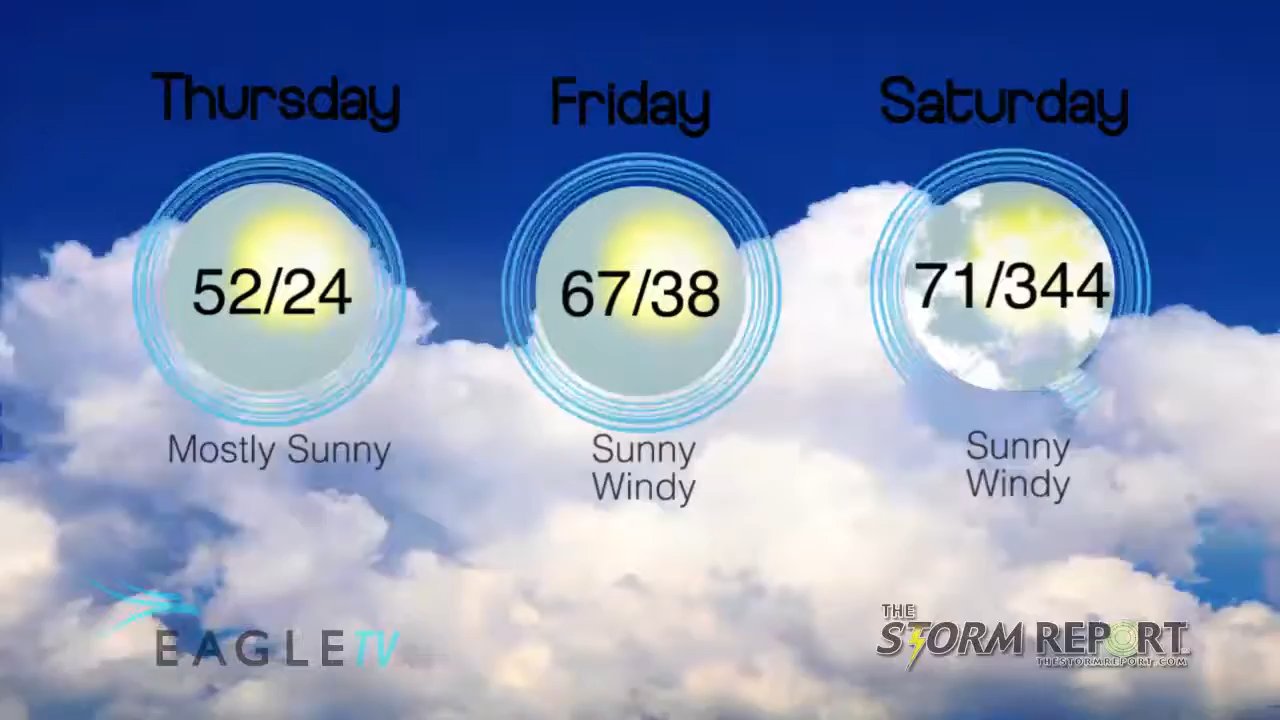 Thursday
Friday
Saturday
52/24
67/38
71/344
Mostly Sunny
Sunny
Windy
Sunny
Windy
EAGLE TV
THE
STORM REPORT
THESTORMREPORT.COM